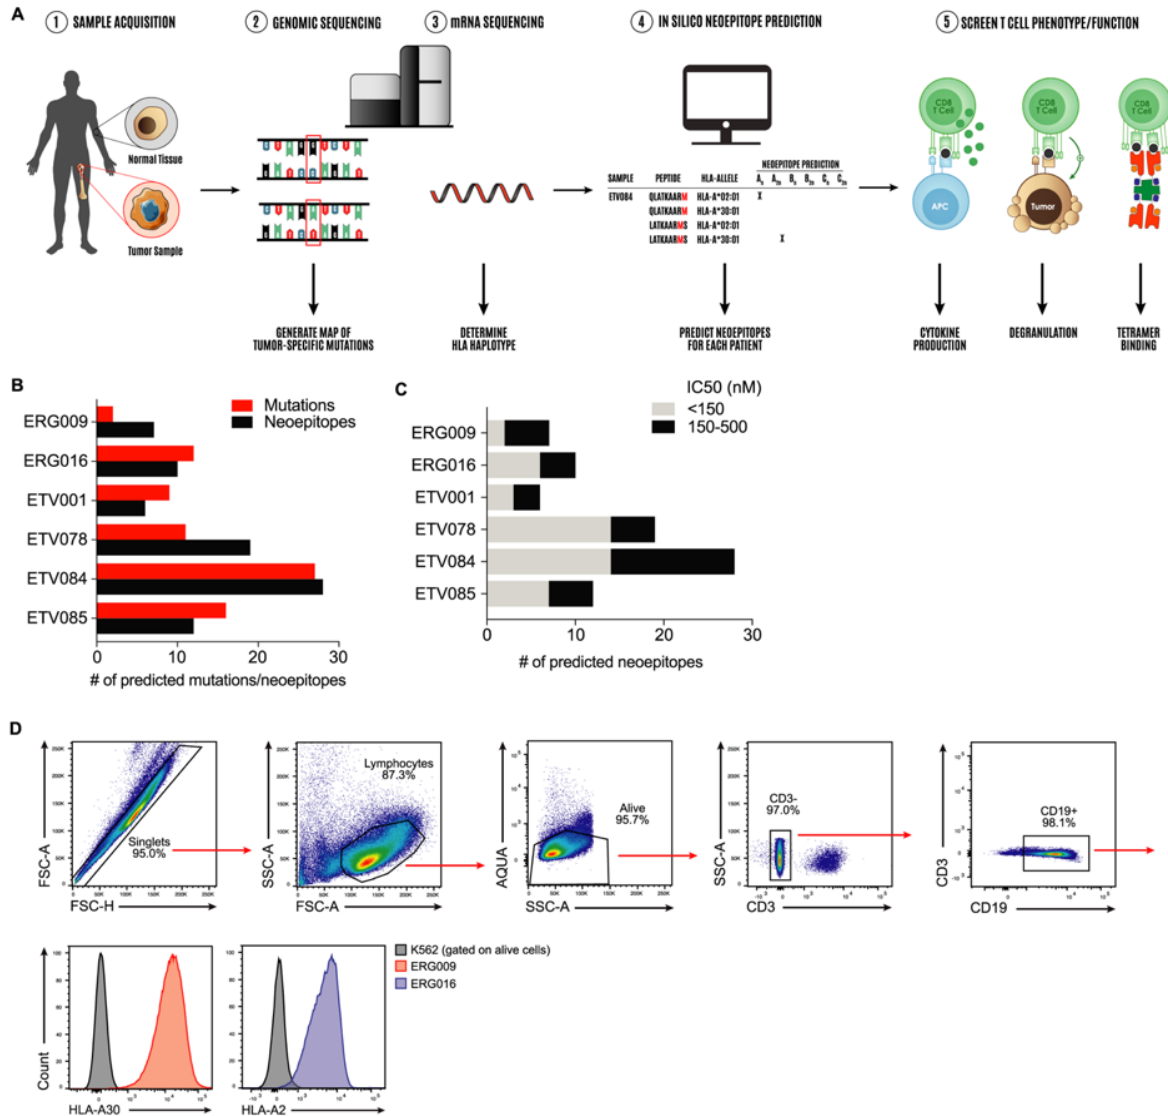 A
1 SAMPLE ACQUISITION
2 GENOMIC SEQUENCING
3 mRNA SEQUENCING
4 IN SILICO NEOEPITOPE PREDICTION
5 SCREEN T CELL PHENOTYPE/FUNCTION
Normal Tissue
Tumor Sample
NEOEPITOPE PREDICTION
SAMPLE PEPTIDE HLA-ALLELE
ETV084 QLATKAARM HLA-A*02:01 X
QLATKAARM HLA-A*30:01
LATKAARMS HLA-A*02:01
LATKAARMS HLA-A*30:01 X
CD8 T Cell
APC
CD8 T Cell
Tumor
GENERATE MAP OF
TUMOR-SPECIFIC MUTATIONS
DETERMINE
HLA HAPLOTYPE
PREDICT NEOEPITOPES
FOR EACH PATIENT
CYTOKINE
PRODUCTION
DEGRANULATION
TETRAMER
BINDING
B
Mutations
Neoepitopes
ERG009
ERG016
ETV001
ETV078
ETV084
ETV085
0 10 20 30
# of predicted mutations/neoepitopes
C
IC50 (nM)
<150
150-500
ERG009
ERG016
ETV001
ETV078
ETV084
ETV085
0 10 20 30
# of predicted neoepitopes
D
Singlets
95.0%
FSC-A
FSC-H
Lymphocytes
87.3%
SSC-A
FSC-A
Alive
95.7%
AQUA
SSC-A
CD3-
97.0%
SSC-A
CD3
CD19+
98.1%
CD3
CD19
K562 (gated on alive cells)
ERG009
ERG016
Count
HLA-A30
HLA-A2